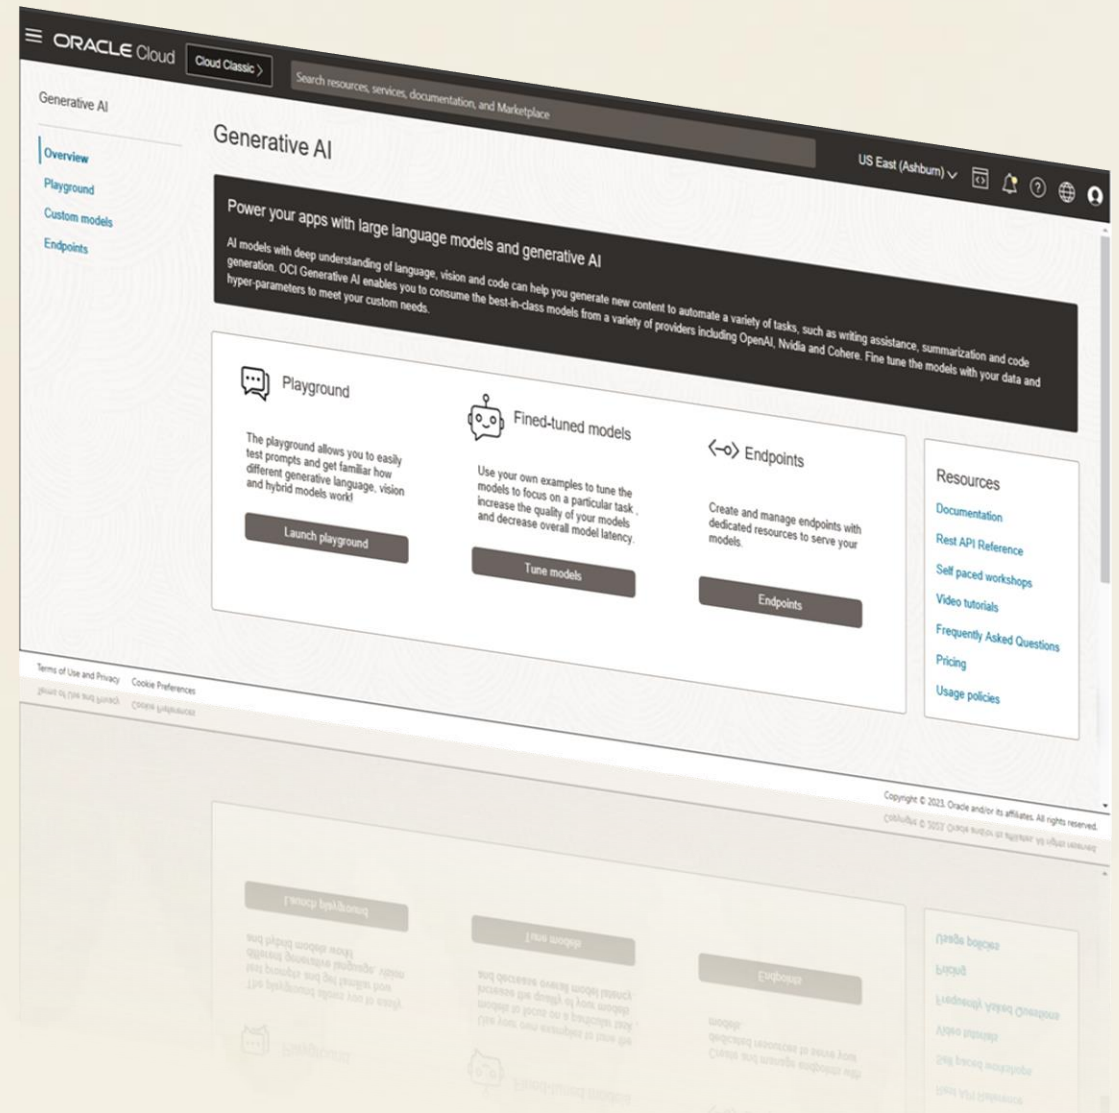 ORACLE Cloud
Cloud Classic >
Search resources, services, documentation, and Marketplace
US East (Ashburn)
Generative AI
Overview
Playground
Custom models
Endpoints
Generative AI
Power your apps with large language models and generative AI
AI models with deep understanding of language, vision and code can help you generate new content to automate a variety of tasks, such as writing assistance, summarization and code
generation. OCI Generative AI enables you to consume the best-in-class models from a variety of providers including OpenAI, Nvidia and Cohere. Fine tune the models with your data and
hyper-parameters to meet your custom needs.
Playground
The playground allows you to easily
test prompts and get familiar how
different generative language, vision
and hybrid models work!
Launch playground
Fined-tuned models
Use your own examples to tune the
models to focus on a particular task ,
increase the quality of your models
and decrease overall model latency.
Tune models
Endpoints
Create and manage endpoints with
dedicated resources to serve your
models.
Endpoints
Resources
Documentation
Rest API Reference
Self paced workshops
Video tutorials
Frequently Asked Questions
Pricing
Usage policies
Terms of Use and Privacy
Cookie Preferences
Copyright © 2023. Oracle and/or its affiliates. All rights reserved.